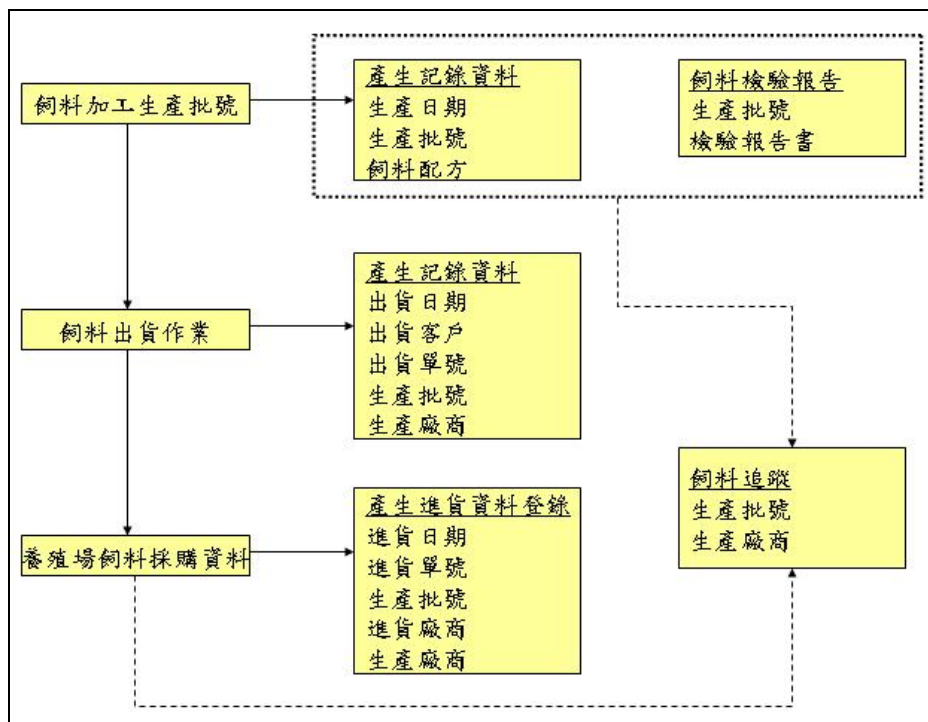 飼料加工生產批號
產生記錄資料
生產日期
生產批號
飼料配方
飼料檢驗報告
生產批號
檢驗報告書
飼料出貨作業
產生記錄資料
出貨日期
出貨客戶
出貨單號
生產批號
生產廠商
養殖場飼料採購資料
產生進貨資料登錄
進貨日期
進貨單號
生產批號
進貨廠商
生產廠商
飼料追蹤
生產批號
生產廠商